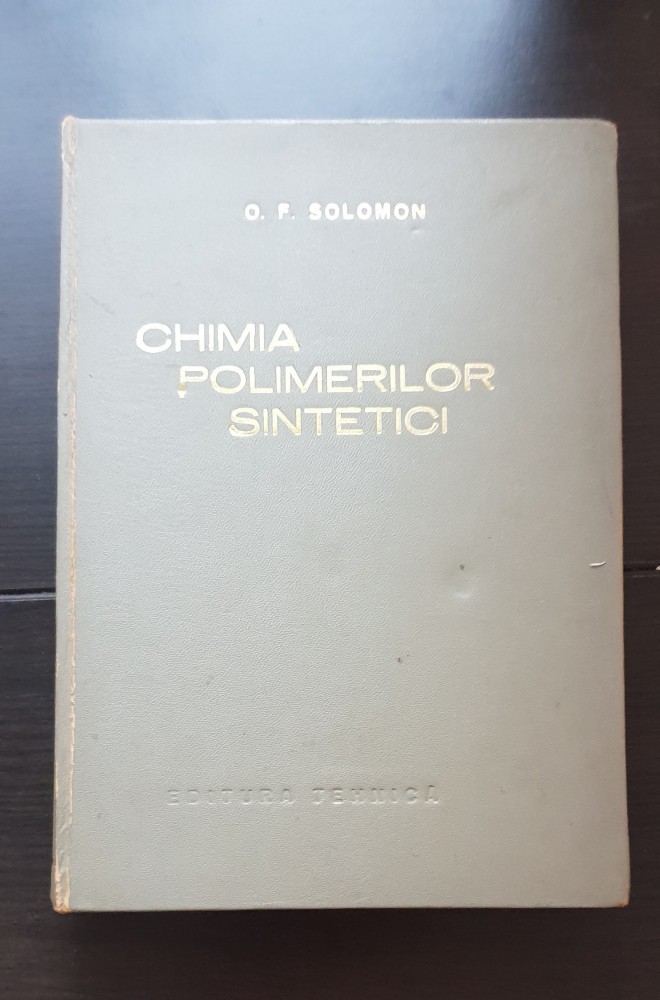 O. F. SOLOMON
CHIMIA
POLIMERILOR
SINTETICI
EDITURA TEHNICĂ